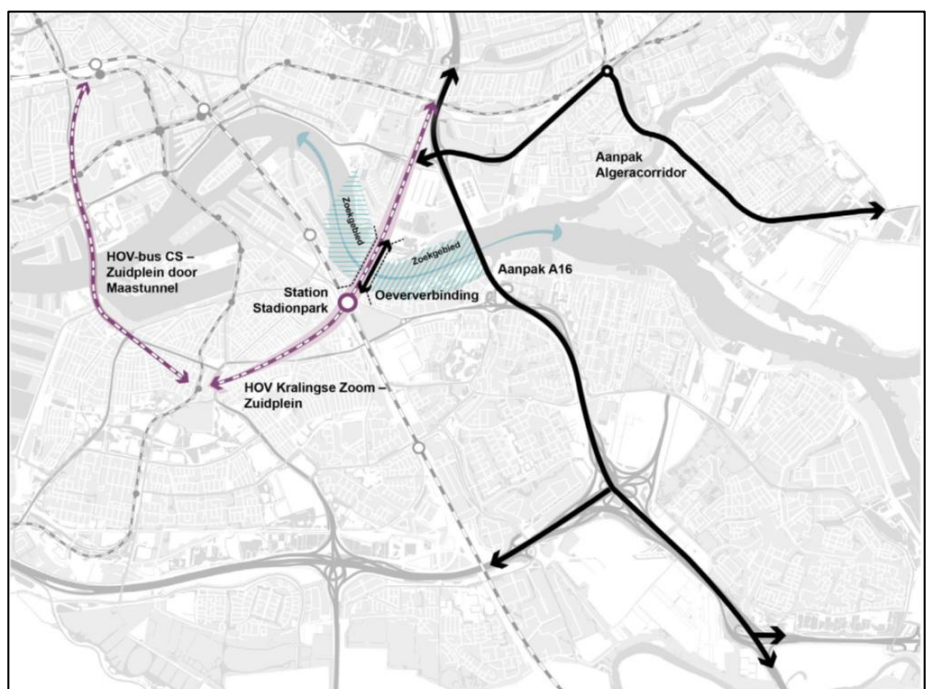 Aanpak
Algeracorridor
Zoekgebied
Zoekgebied
HOV-bus CS –
Zuidplein door
Maastunnel
Aanpak A16
Station
Stadionpark
Oeververbinding
HOV Kralingse Zoom –
Zuidplein